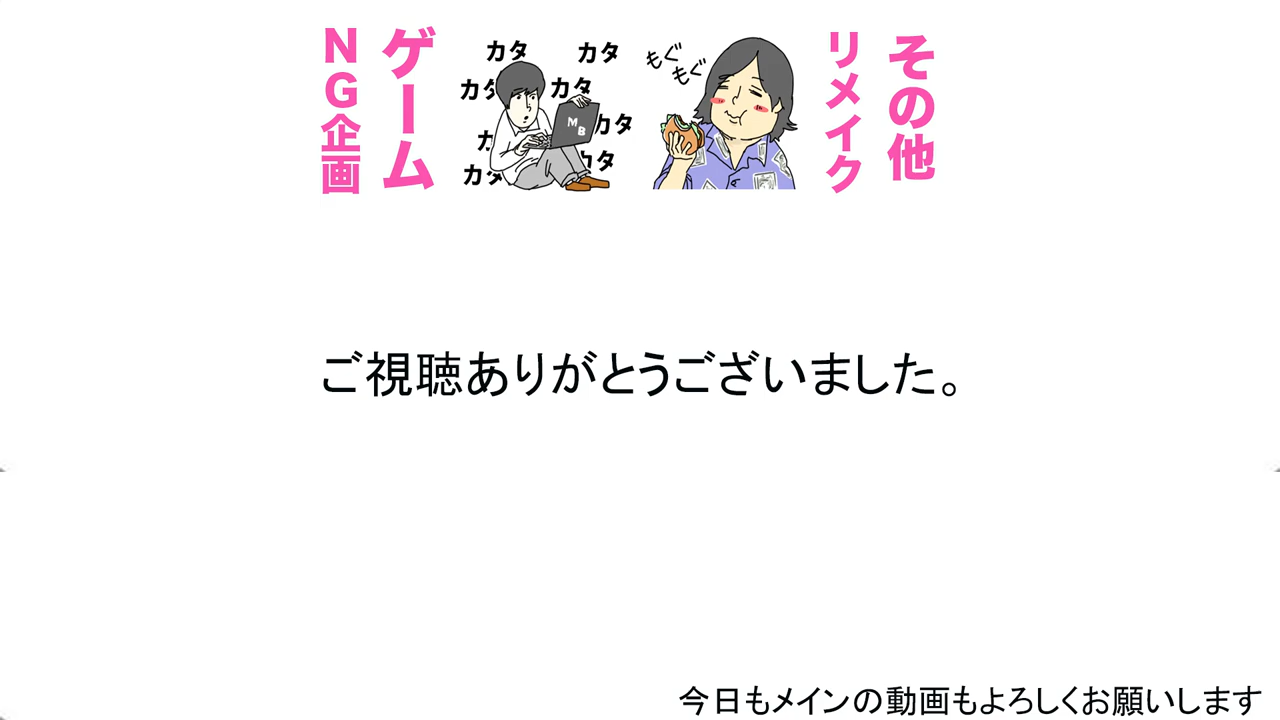 ゲーム
NG企画
カタ
カタ
カタ
カタ
カタ
カ
カタ
カタ
MB
もぐ
もぐ
その他
リメイク
ご視聴ありがとうございました。
今日もメインの動画もよろしくお願いします